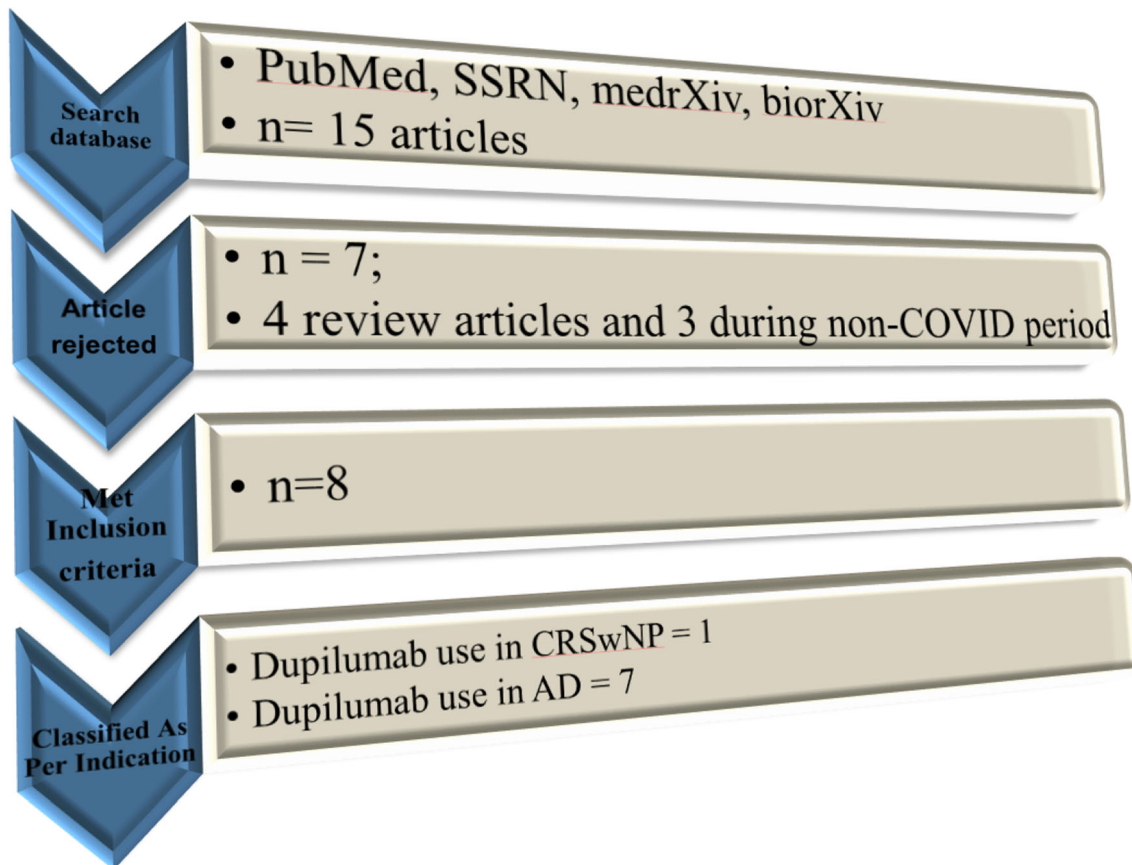 Search
database
• PubMed, SSRN, medrXiv, biorXiv
• n= 15 articles
Article
rejected
• n = 7;
• 4 review articles and 3 during non-COVID period
Met
Inclusion
criteria
• n=8
Classified As
Per Indication
• Dupilumab use in CRSwNP = 1
• Dupilumab use in AD = 7